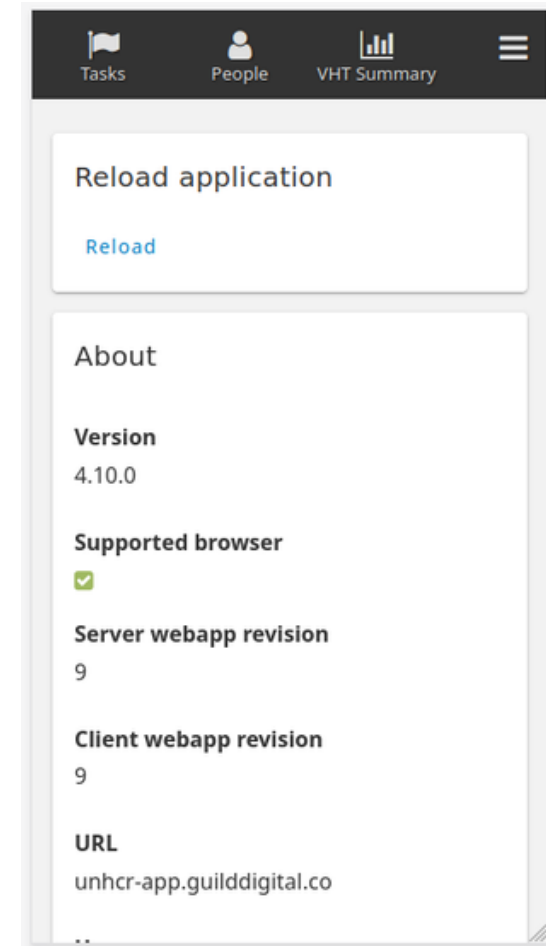 Tasks
People
VHT Summary
Reload application
Reload
About
Version
4.10.0
Supported browser
Server webapp revision
9
Client webapp revision
9
URL
unhcr-app.guilddigital.co